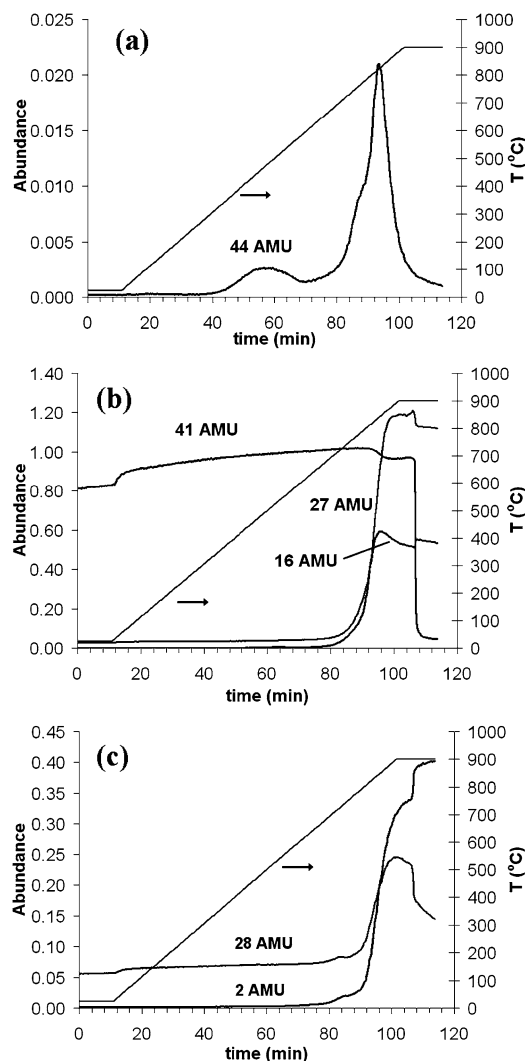 (a)
0.025
0.020
0.015
0.010
0.005
0.000
Abundance
1000
900
800
700
600
500
400
300
200
100
0
T (°C)
44 AMU
0 20 40 60 80 100 120
time (min)
(b)
1.40
1.20
1.00
0.80
0.60
0.40
0.20
0.00
Abundance
1000
900
800
700
600
500
400
300
200
100
0
T (°C)
41 AMU
27 AMU
16 AMU
0 20 40 60 80 100 120
time (min)
(c)
0.45
0.40
0.35
0.30
0.25
0.20
0.15
0.10
0.05
0.00
Abundance
1000
900
800
700
600
500
400
300
200
100
0
T (°C)
28 AMU
2 AMU
0 20 40 60 80 100 120
time (min)